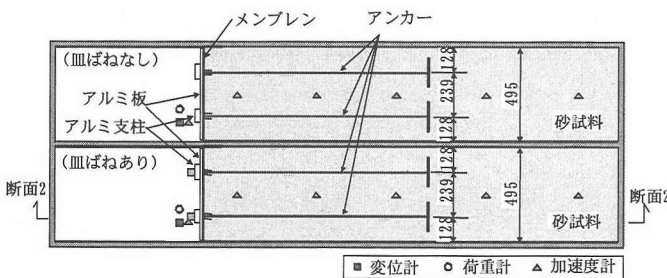 メンブレン
アンカー
(皿ばねなし)
アルミ板
アルミ支柱
128
239
128
495
砂試料
(皿ばねあり)
128
239
128
495
砂試料
断面2
断面2
変位計 荷重計 加速度計